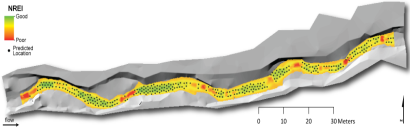 NREI
Good
Poor
Predicted
Location
flow
0 10 20 30 Meters